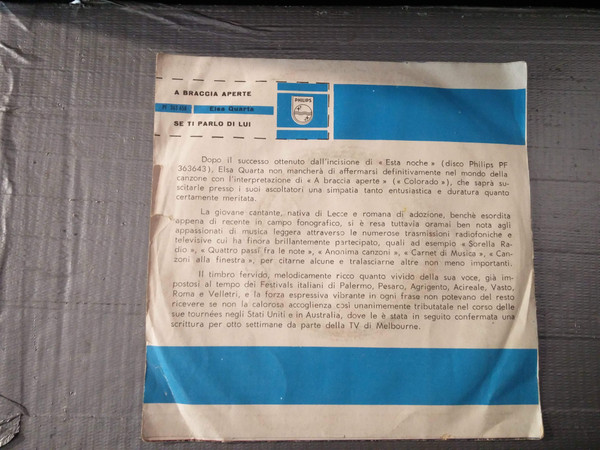 A BRACCIA APERTE
Elsa Quarta
SE TI PARLO DI LUI
PHILIPS
Dopo il successo ottenuto dall'incisione di « Esta noche » (disco Philips PF
363643), Elsa Quarta non mancherà di affermarsi definitivamente nel mondo della
canzone con l'interpretazione di « A braccia aperte » (« Colorado »), che saprà su-
scitarle presso i suoi ascoltatori una simpatia tanto entusiastica e duratura quanto
certamente meritata.
La giovane cantante, nativa di Lecce e romana di adozione, benchè esordita
appena di recente in campo fonografico, si è resa tuttavia oramai ben nota agli
appassionati di musica leggera attraverso le numerose trasmissioni radiofoniche e
televisive cui ha finora brillantemente partecipato, quali ad esempio « Sorella Ra-
dio », « Quattro passi fra le note », « Anonima canzoni », « Carnet di Musica », « Can-
zoni alla finestra », per citarne alcune e tralasciarne altre non meno importanti.
Il timbro fervido, melodicamente ricco quanto vivido della sua voce, già im-
postosi al tempo dei Festivals italiani di Palermo, Pesaro, Agrigento, Acireale, Vasto,
Roma e Velletri, e la forza espressiva vibrante in ogni frase non potevano del resto
ricevere se non la calorosa accoglienza così unanimemente tributatale nel corso delle
sue tournées negli Stati Uniti e in Australia, dove le è stata in seguito confermata una
scrittura per otto settimane da parte della TV di Melbourne.